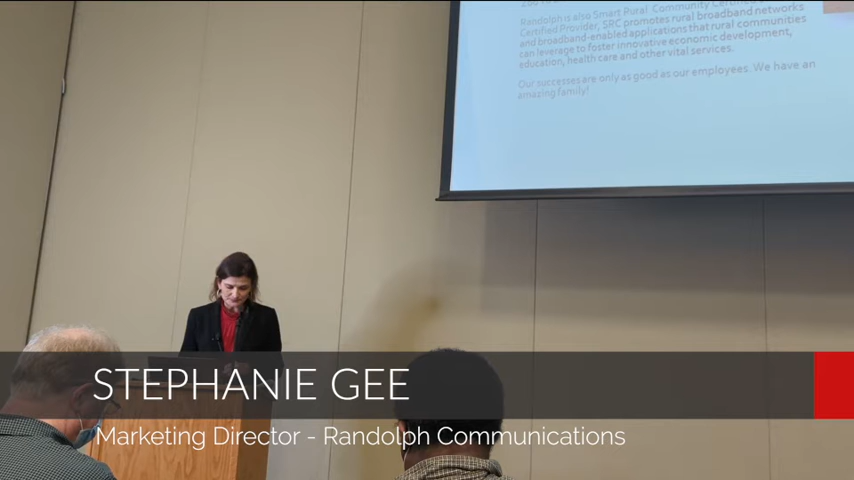 Randolph is also Smart Rural Community Certified
Certified Provider, SRC promotes rural broadband networks
and broadband-enabled applications that rural communities
can leverage to foster innovative economic development,
education, health care and other vital services.
Our successes are only as good as our employees. We have an
amazing family!
STEPHANIE GEE
Marketing Director - Randolph Communications